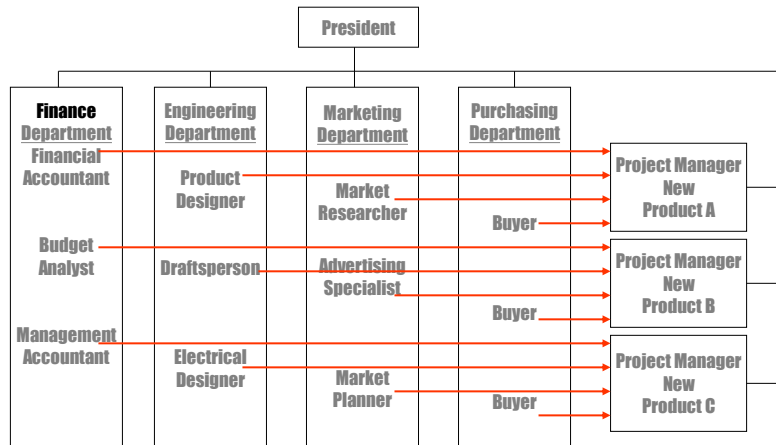 President
Finance
Department
Financial
Accountant
Budget
Analyst
Management
Accountant
Engineering
Department
Product
Designer
Draftsperson
Electrical
Designer
Marketing
Department
Market
Researcher
Advertising
Specialist
Market
Planner
Purchasing
Department
Buyer
Buyer
Buyer
Project Manager
New
Product A
Project Manager
New
Product B
Project Manager
New
Product C